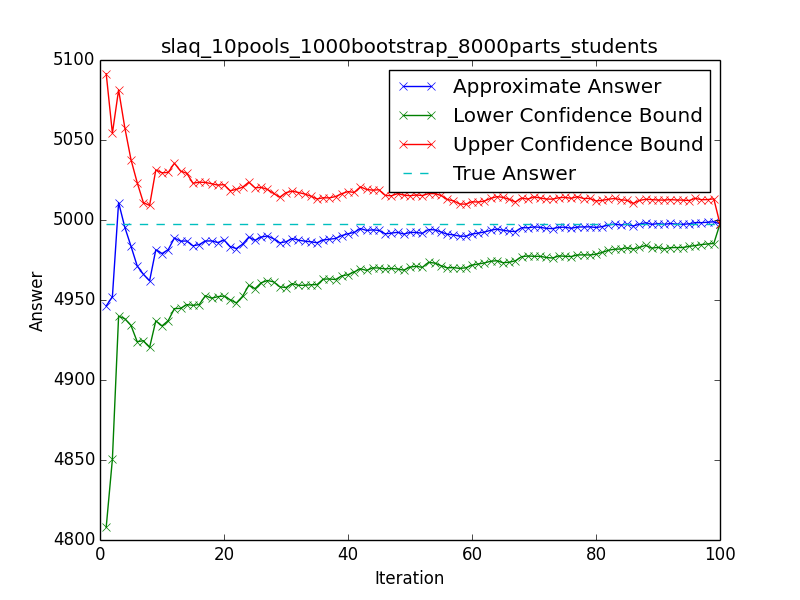 slaq_10pools_1000bootstrap_8000parts_students
5100
5050
5000
4950
4900
4850
4800
Answer
Approximate Answer
Lower Confidence Bound
Upper Confidence Bound
True Answer
0 20 40 60 80 100
Iteration